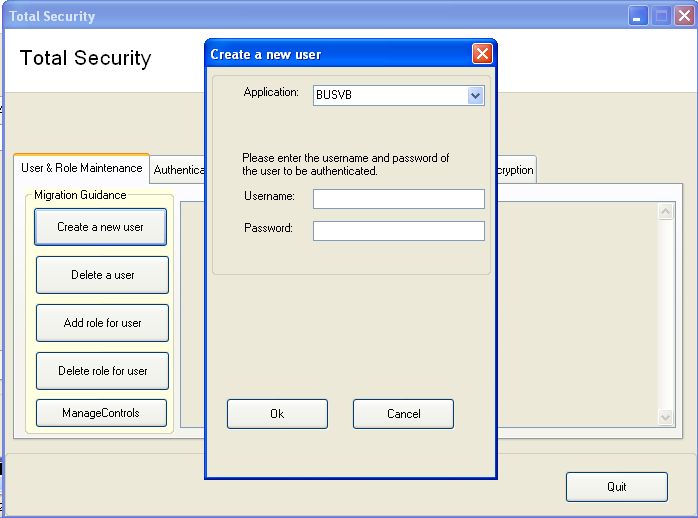 Total Security
Total Security
Create a new user
Application:
BUSVB
Please enter the username and password of
the user to be authenticated.
Username:
Password:
Ok
Cancel
User & Role Maintenance
Authentica
ryption
Migration Guidance
Create a new user
Delete a user
Add role for user
Delete role for user
ManageControls
Quit